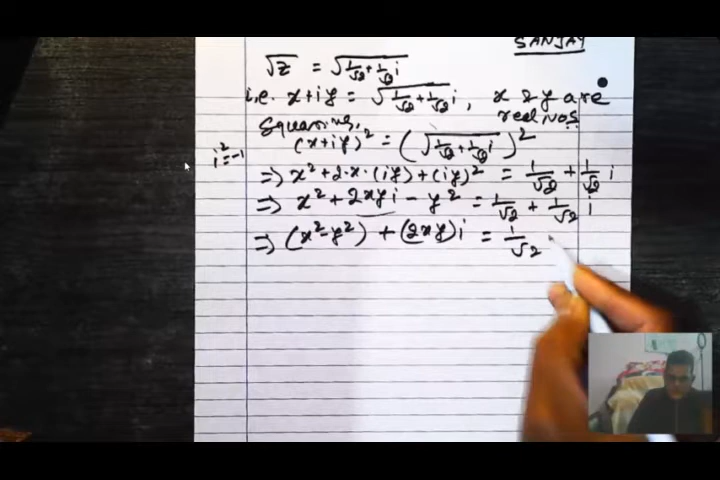 SANJAY
√z = √(1/√2 + 1/√2 i)
i.e. x+iy = √(1/√2 + 1/√2 i), x & y are
real nos.
Squaring,
(x+iy)² = (√(1/√2 + 1/√2 i))²
i² = -1
⇒ x² + 2·x·(iy) + (iy)² = 1/√2 + 1/√2 i
⇒ x² + 2xyi - y² = 1/√2 + 1/√2 i
⇒ (x² - y²) + (2xy)i = 1/√2